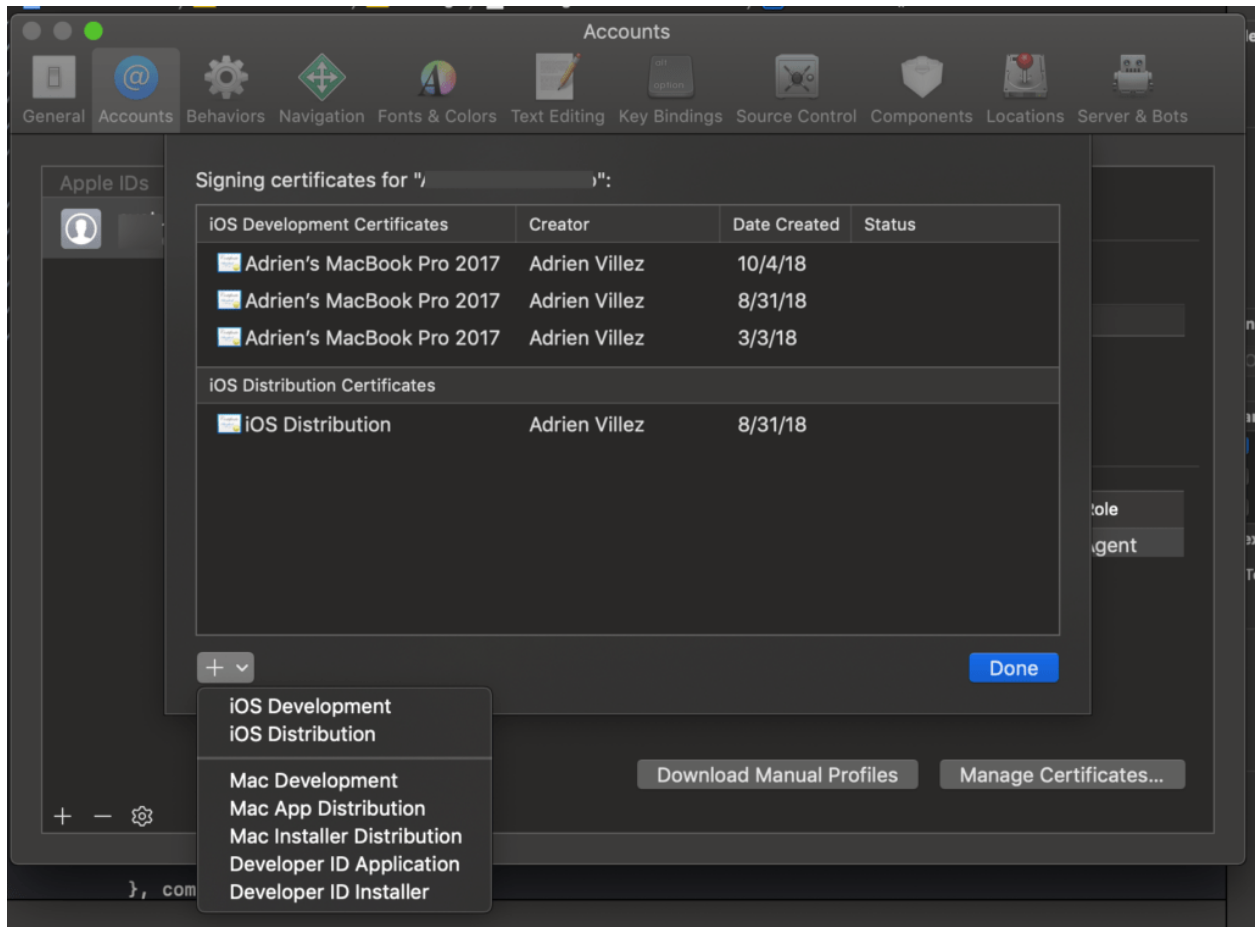 Accounts
General Accounts Behaviors Navigation Fonts & Colors Text Editing Key Bindings Source Control Components Locations Server & Bots
alt
option
Apple IDs
Signing certificates for "
":
iOS Development Certificates Creator Date Created Status
Adrien's MacBook Pro 2017 Adrien Villez 10/4/18
Adrien's MacBook Pro 2017 Adrien Villez 8/31/18
Adrien's MacBook Pro 2017 Adrien Villez 3/3/18
iOS Distribution Certificates
iOS Distribution Adrien Villez 8/31/18
Role
Agent
Done
iOS Development
iOS Distribution
Mac Development
Mac App Distribution
Mac Installer Distribution
Developer ID Application
Developer ID Installer
Download Manual Profiles Manage Certificates...
}, com